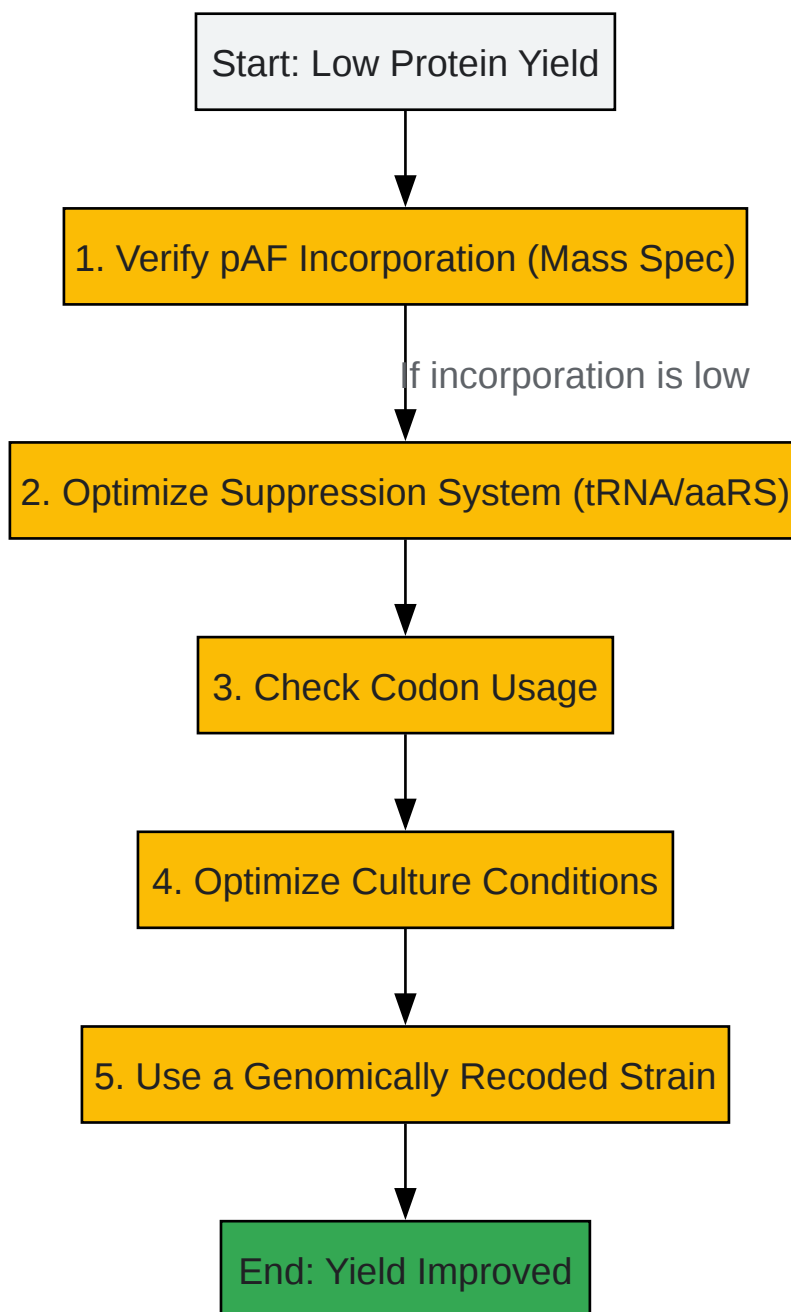 Start: Low Protein Yield
1. Verify pAF Incorporation (Mass Spec)
If incorporation is low
2. Optimize Suppression System (tRNA/aaRS)
3. Check Codon Usage
4. Optimize Culture Conditions
5. Use a Genomically Recoded Strain
End: Yield Improved